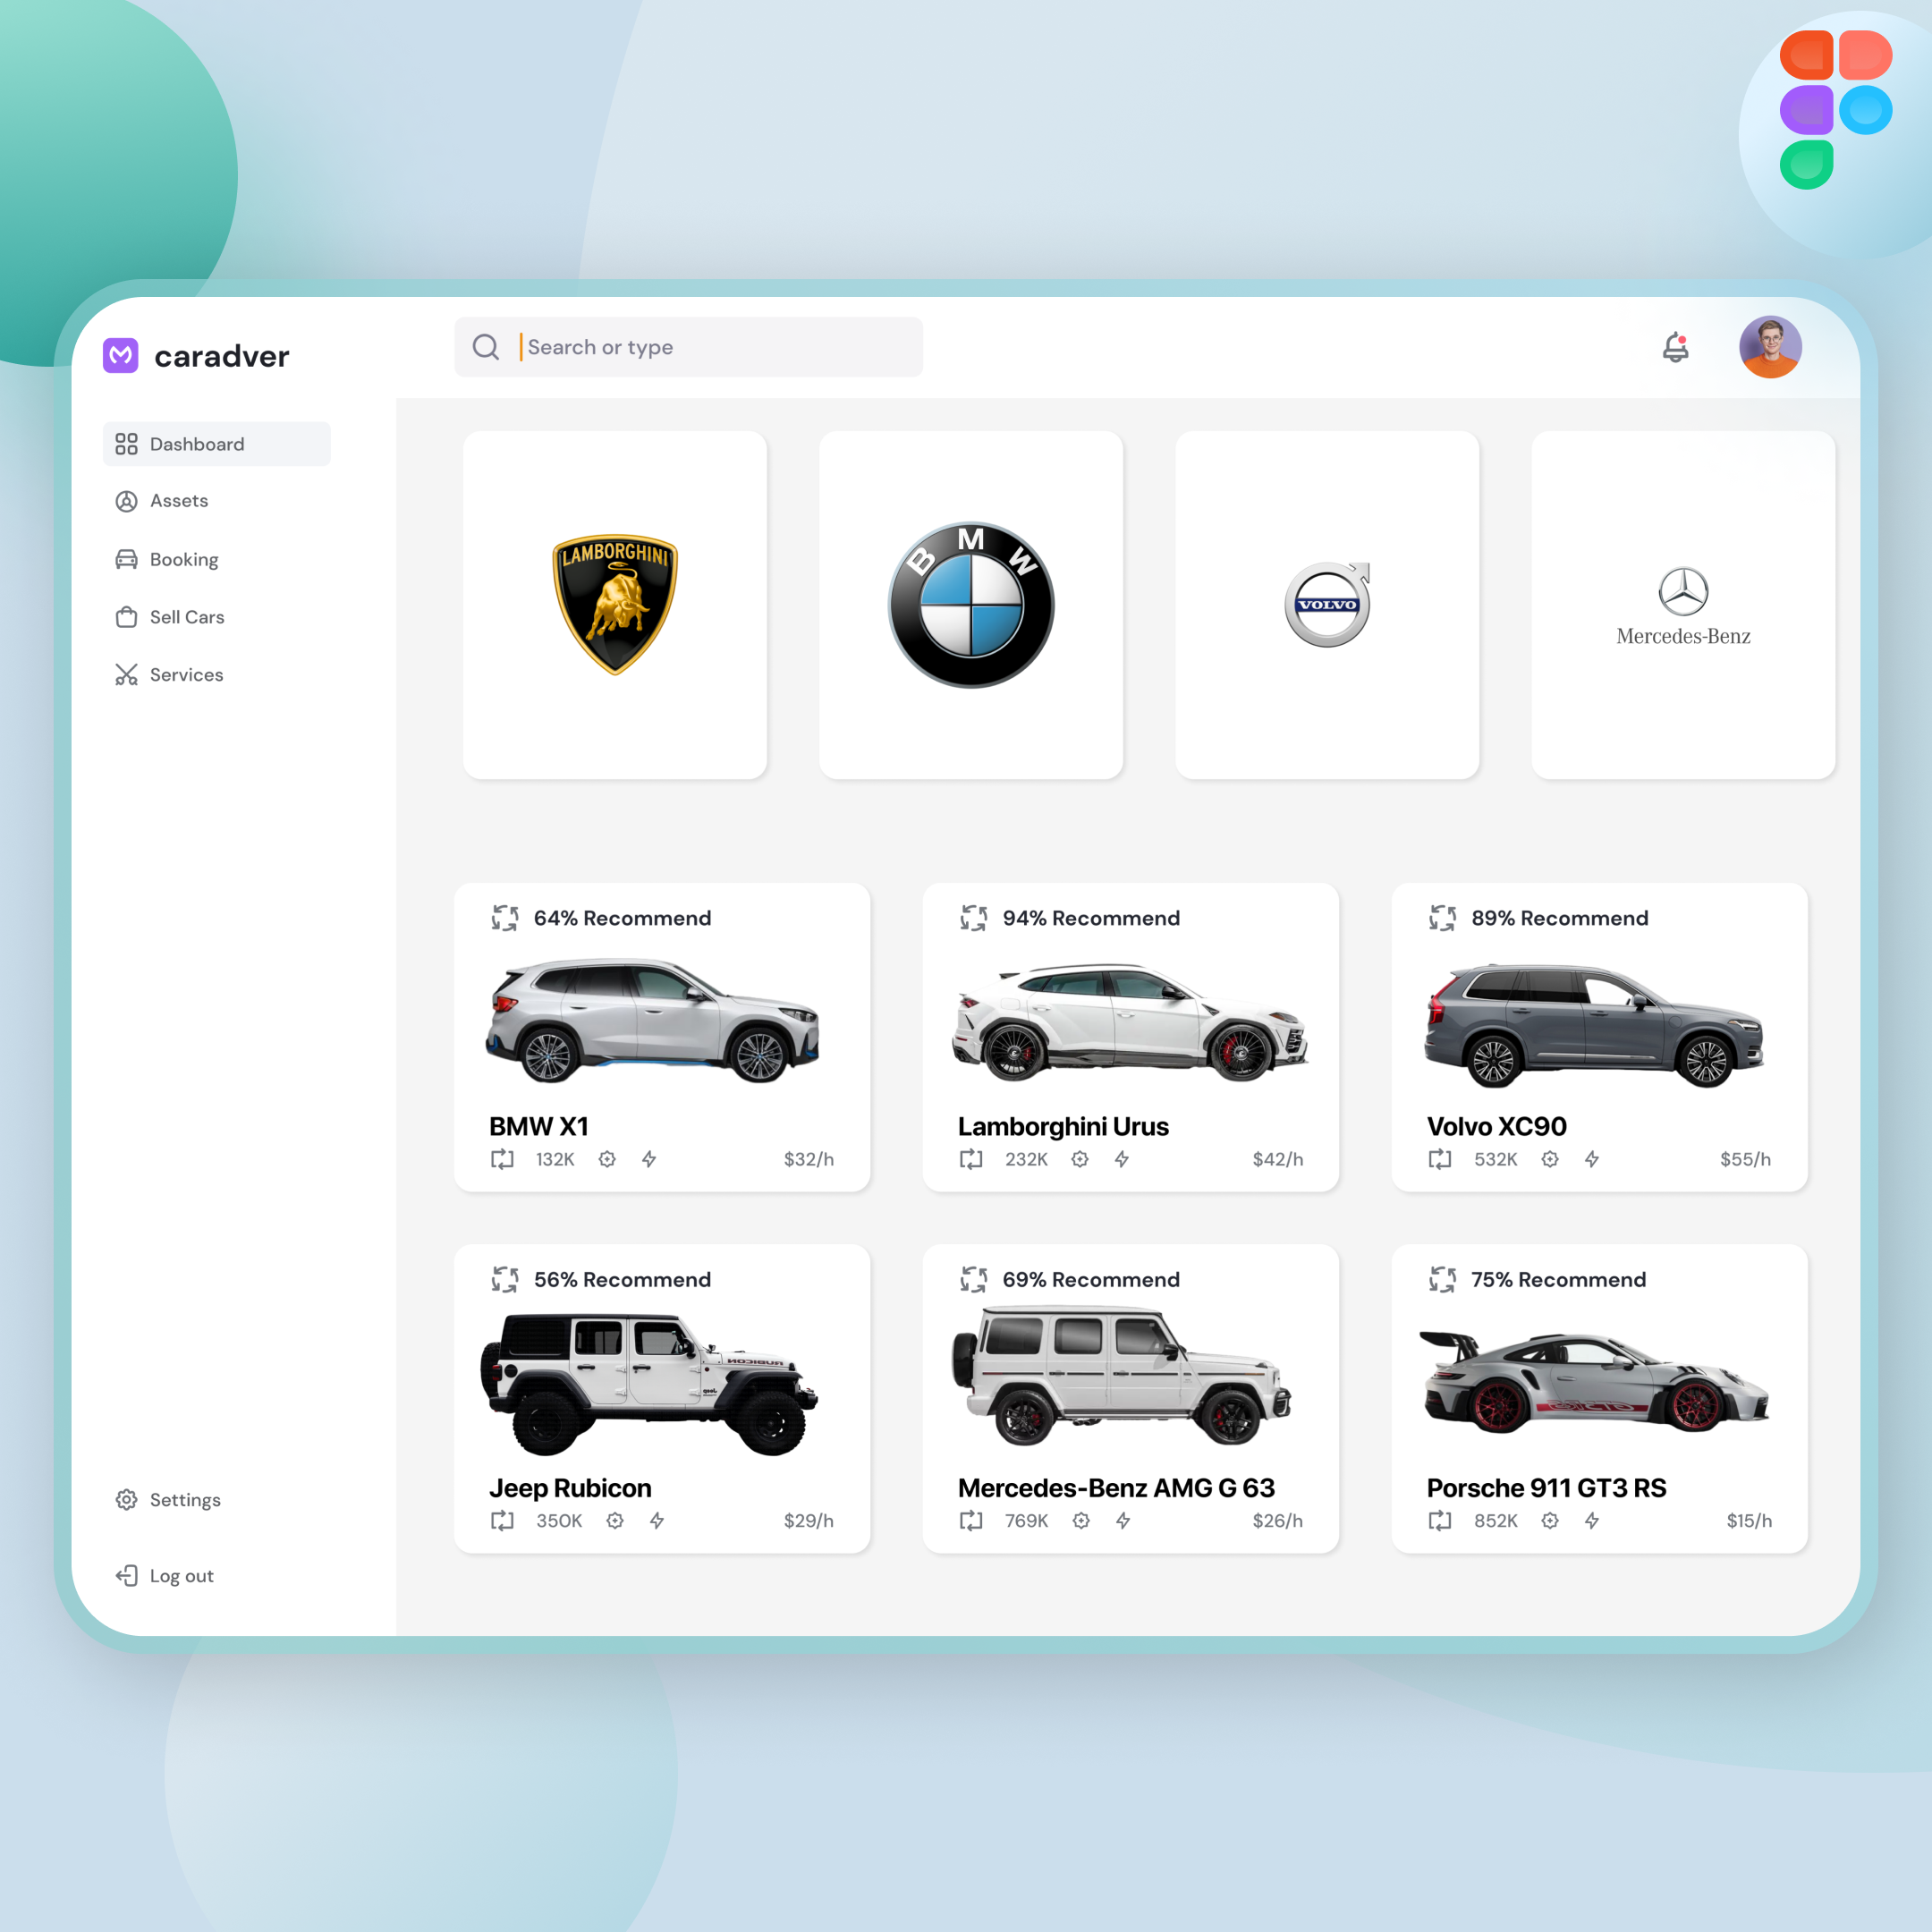 caradver
Search or type
Dashboard
Assets
Booking
Sell Cars
Services
Settings
Log out
LAMBORGHINI
BMW
VOLVO
Mercedes-Benz
64% Recommend
BMW X1
132K
$32/h
94% Recommend
Lamborghini Urus
232K
$42/h
89% Recommend
Volvo XC90
532K
$55/h
56% Recommend
RUBICON
Jeep
Jeep Rubicon
350K
$29/h
69% Recommend
Mercedes-Benz AMG G 63
769K
$26/h
75% Recommend
Porsche 911 GT3 RS
852K
$15/h